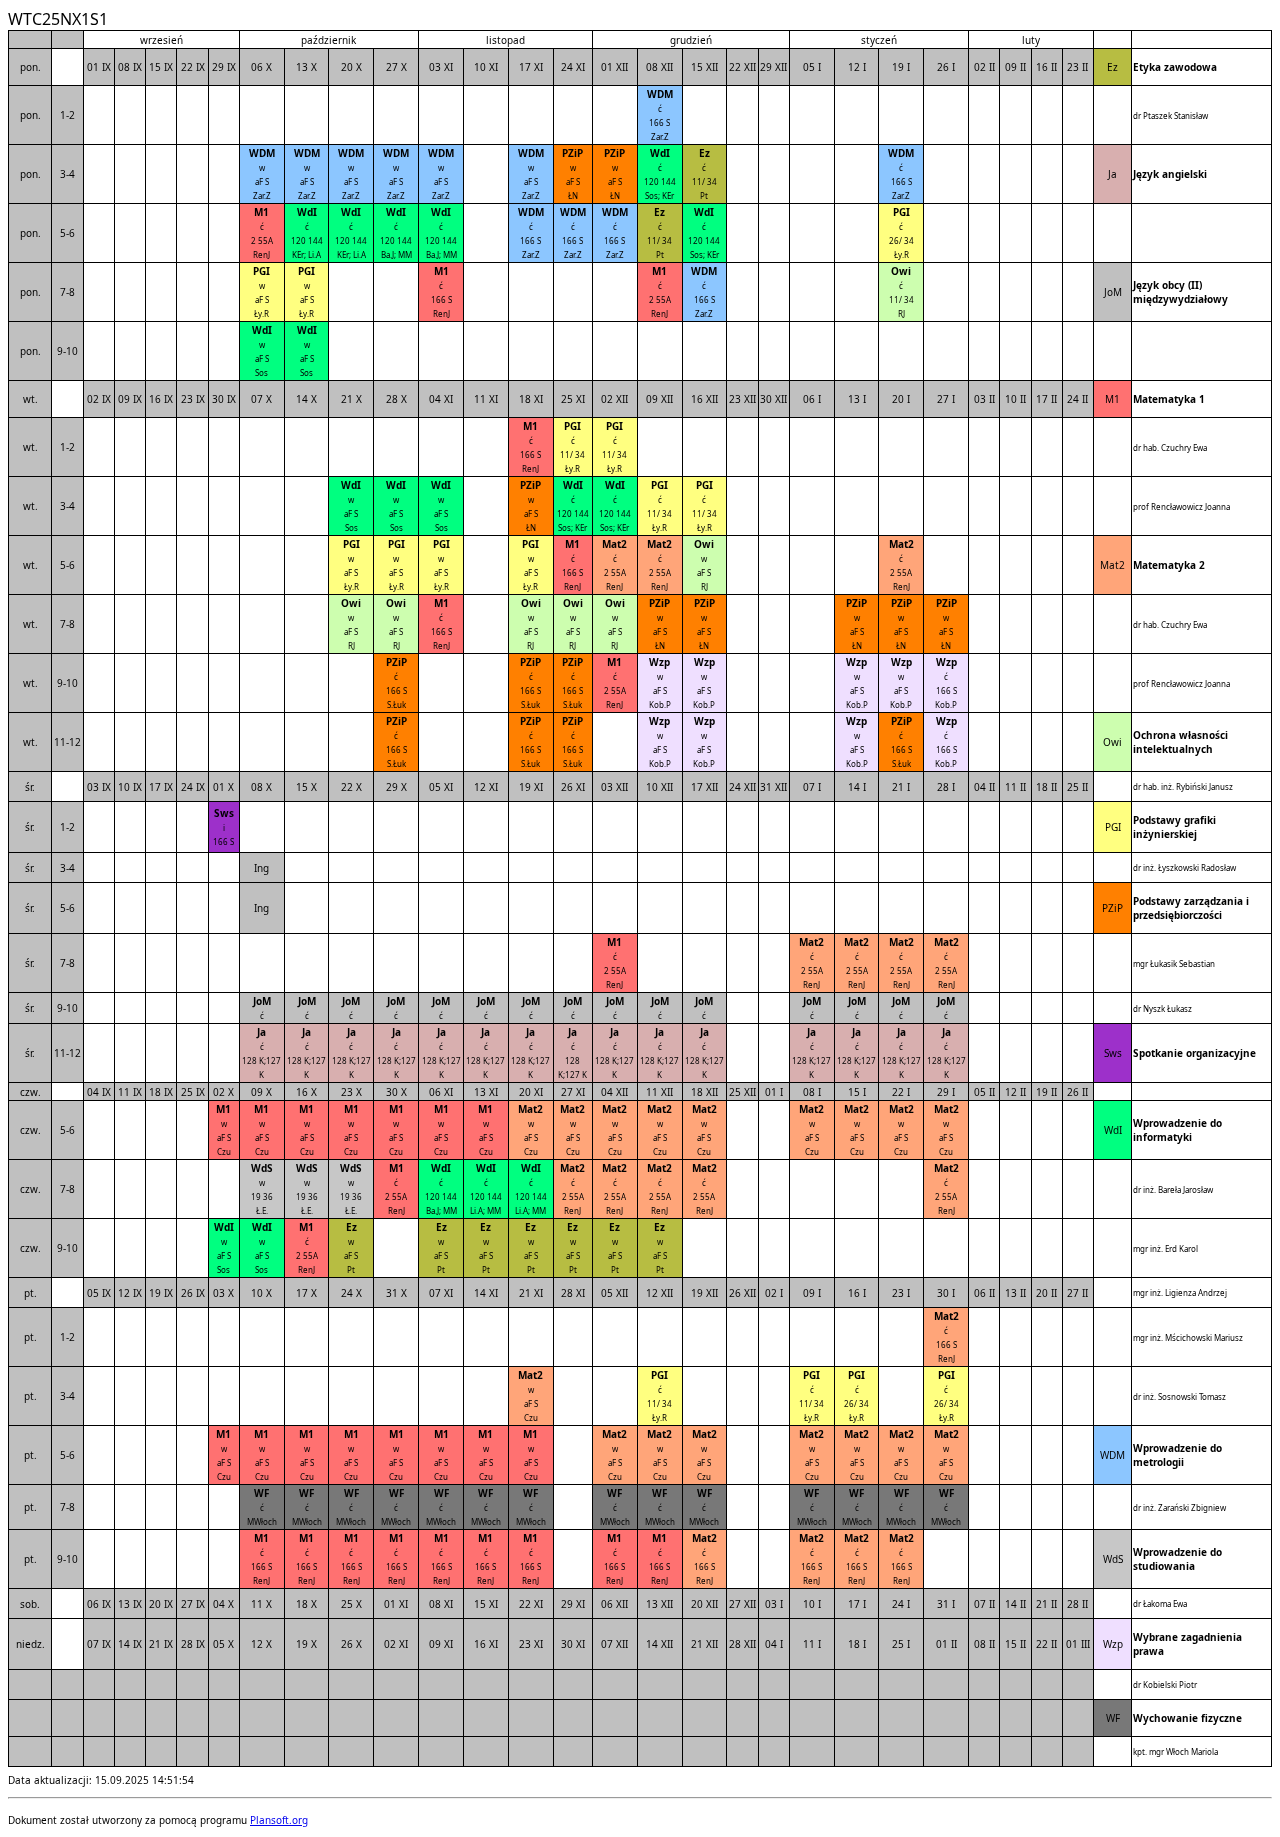 WTC25NX1S1
wrzesień październik listopad grudzień styczeń luty
pon. 01 IX 08 IX 15 IX 22 IX 29 IX 06 X 13 X 20 X 27 X 03 XI 10 XI 17 XI 24 XI 01 XII 08 XII 15 XII 22 XII 29 XII 05 I 12 I 19 I 26 I 02 II 09 II 16 II 23 II Ez Etyka zawodowa
WDM
ć
pon. 1-2 166 S dr Ptaszek Stanisław
Zar.Z
WDM WDM WDM WDM WDM WDM PZiP PZiP WdI Ez WDM
w w w w w w w w ć ć ć
pon. 3-4 aF S aF S aF S aF S aF S aF S aF S aF S 120 144 11/ 34 166 S Ja Język angielski
Zar.Z Zar.Z Zar.Z Zar.Z Zar.Z Zar.Z ŁN ŁN Sos; KEr Pt Zar.Z
M1 WdI WdI WdI WdI WDM WDM WDM Ez WdI PGI
ć ć ć ć ć ć ć ć ć ć ć
pon. 5-6 2 55A 120 144 120 144 120 144 120 144 166 S 166 S 166 S 11/ 34 120 144 26/ 34
RenJ KEr; Li.A KEr; Li.A Ba.J; MM Ba.J; MM Zar.Z Zar.Z Zar.Z Pt Sos; KEr Ły.R
PGI PGI M1 M1 WDM Owi
w w ć ć ć ć
pon. 7-8 aF S aF S 166 S 2 55A 166 S 11/ 34 JoM Język obcy (II) międzywydziałowy
Ły.R Ły.R RenJ RenJ Zar.Z RJ
WdI WdI
w w
pon. 9-10 aF S aF S
Sos Sos
wt. 02 IX 09 IX 16 IX 23 IX 30 IX 07 X 14 X 21 X 28 X 04 XI 11 XI 18 XI 25 XI 02 XII 09 XII 16 XII 23 XII 30 XII 06 I 13 I 20 I 27 I 03 II 10 II 17 II 24 II M1 Matematyka 1
M1 PGI PGI
ć ć ć
wt. 1-2 166 S 11/ 34 11/ 34 dr hab. Czuchry Ewa
RenJ Ły.R Ły.R
WdI WdI WdI PZiP WdI WdI PGI PGI
w w w w ć ć ć ć
wt. 3-4 aF S aF S aF S aF S 120 144 120 144 11/ 34 11/ 34 prof Rencławowicz Joanna
Sos Sos Sos ŁN Sos; KEr Sos; KEr Ły.R Ły.R
PGI PGI PGI PGI M1 Mat2 Mat2 Owi Mat2
w w w w ć ć ć w ć
wt. 5-6 aF S aF S aF S aF S 166 S 2 55A 2 55A aF S 2 55A Mat2 Matematyka 2
Ły.R Ły.R Ły.R Ły.R RenJ RenJ RenJ RJ RenJ
Owi Owi M1 Owi Owi Owi PZiP PZiP PZiP PZiP PZiP
w w ć w w w w w w w w
wt. 7-8 aF S aF S 166 S aF S aF S aF S aF S aF S aF S aF S aF S dr hab. Czuchry Ewa
RJ RJ RenJ RJ RJ RJ ŁN ŁN ŁN ŁN ŁN
PZiP PZiP PZiP M1 Wzp Wzp Wzp Wzp Wzp
ć ć ć ć w w w w ć
wt. 9-10 166 S 166 S 166 S 2 55A aF S aF S aF S aF S 166 S prof Rencławowicz Joanna
S.Łuk S.Łuk S.Łuk RenJ Kob.P Kob.P Kob.P Kob.P Kob.P
PZiP PZiP PZiP Wzp Wzp Wzp PZiP Wzp
ć ć ć w w w ć ć
wt. 11-12 166 S 166 S 166 S aF S aF S aF S 166 S 166 S Owi Ochrona własności intelektualnych
S.Łuk S.Łuk S.Łuk Kob.P Kob.P Kob.P S.Łuk Kob.P
śr. 03 IX 10 IX 17 IX 24 IX 01 X 08 X 15 X 22 X 29 X 05 XI 12 XI 19 XI 26 XI 03 XII 10 XII 17 XII 24 XII 31 XII 07 I 14 I 21 I 28 I 04 II 11 II 18 II 25 II dr hab. inż. Rybiński Janusz
Sws
śr. 1-2 i PGI Podstawy grafiki inżynierskiej
166 S
śr. 3-4 Ing dr inż. Łyszkowski Radosław
śr. 5-6 Ing PZiP Podstawy zarządzania i przedsiębiorczości
M1 Mat2 Mat2 Mat2 Mat2
ć ć ć ć ć
śr. 7-8 2 55A 2 55A 2 55A 2 55A 2 55A mgr Łukasik Sebastian
RenJ RenJ RenJ RenJ RenJ
JoM JoM JoM JoM JoM JoM JoM JoM JoM JoM JoM JoM JoM JoM JoM
śr. 9-10 ć ć ć ć ć ć ć ć ć ć ć ć ć ć ć dr Nyszk Łukasz
Ja Ja Ja Ja Ja Ja Ja Ja Ja Ja Ja Ja Ja Ja Ja
ć ć ć ć ć ć ć ć ć ć ć ć ć ć ć
śr. 11-12 128 K;127 128 K;127 128 K;127 128 K;127 128 K;127 128 K;127 128 K;127 128 128 K;127 128 K;127 128 K;127 128 K;127 128 K;127 128 K;127 128 K;127 Sws Spotkanie organizacyjne
K K K K K K K K;127 K K K K K K K K
czw. 04 IX 11 IX 18 IX 25 IX 02 X 09 X 16 X 23 X 30 X 06 XI 13 XI 20 XI 27 XI 04 XII 11 XII 18 XII 25 XII 01 I 08 I 15 I 22 I 29 I 05 II 12 II 19 II 26 II
M1 M1 M1 M1 M1 M1 M1 Mat2 Mat2 Mat2 Mat2 Mat2 Mat2 Mat2 Mat2 Mat2
w w w w w w w w w w w w w w w w
czw. 5-6 aF S aF S aF S aF S aF S aF S aF S aF S aF S aF S aF S aF S aF S aF S aF S aF S WdI Wprowadzenie do informatyki
Czu Czu Czu Czu Czu Czu Czu Czu Czu Czu Czu Czu Czu Czu Czu Czu
WdS WdS WdS M1 WdI WdI WdI Mat2 Mat2 Mat2 Mat2 Mat2
w w w ć ć ć ć ć ć ć ć ć
czw. 7-8 19 36 19 36 19 36 2 55A 120 144 120 144 120 144 2 55A 2 55A 2 55A 2 55A 2 55A dr inż. Bareła Jarosław
Ł.E. Ł.E. Ł.E. RenJ Ba.J; MM Li.A; MM Li.A; MM RenJ RenJ RenJ RenJ RenJ
WdI WdI M1 Ez Ez Ez Ez Ez Ez Ez
w w ć w w w w w w w
czw. 9-10 aF S aF S 2 55A aF S aF S aF S aF S aF S aF S aF S mgr inż. Erd Karol
Sos Sos RenJ Pt Pt Pt Pt Pt Pt Pt
pt. 05 IX 12 IX 19 IX 26 IX 03 X 10 X 17 X 24 X 31 X 07 XI 14 XI 21 XI 28 XI 05 XII 12 XII 19 XII 26 XII 02 I 09 I 16 I 23 I 30 I 06 II 13 II 20 II 27 II mgr inż. Ligienza Andrzej
Mat2
ć
pt. 1-2 166 S mgr inż. Mścichowski Mariusz
RenJ
Mat2 PGI PGI PGI PGI
w ć ć ć ć
pt. 3-4 aF S 11/ 34 11/ 34 26/ 34 26/ 34 dr inż. Sosnowski Tomasz
Czu Ły.R Ły.R Ły.R Ły.R
M1 M1 M1 M1 M1 M1 M1 M1 Mat2 Mat2 Mat2 Mat2 Mat2 Mat2 Mat2
w w w w w w w w w w w w w w w
pt. 5-6 aF S aF S aF S aF S aF S aF S aF S aF S aF S aF S aF S aF S aF S aF S aF S WDM Wprowadzenie do metrologii
Czu Czu Czu Czu Czu Czu Czu Czu Czu Czu Czu Czu Czu Czu Czu
WF WF WF WF WF WF WF WF WF WF WF WF WF WF
pt. 7-8 ć ć ć ć ć ć ć ć ć ć ć ć ć ć dr inż. Zarański Zbigniew
MWłoch MWłoch MWłoch MWłoch MWłoch MWłoch MWłoch MWłoch MWłoch MWłoch MWłoch MWłoch MWłoch MWłoch
M1 M1 M1 M1 M1 M1 M1 M1 M1 Mat2 Mat2 Mat2 Mat2
ć ć ć ć ć ć ć ć ć ć ć ć ć
pt. 9-10 166 S 166 S 166 S 166 S 166 S 166 S 166 S 166 S 166 S 166 S 166 S 166 S 166 S WdS Wprowadzenie do studiowania
RenJ RenJ RenJ RenJ RenJ RenJ RenJ RenJ RenJ RenJ RenJ RenJ RenJ
sob. 06 IX 13 IX 20 IX 27 IX 04 X 11 X 18 X 25 X 01 XI 08 XI 15 XI 22 XI 29 XI 06 XII 13 XII 20 XII 27 XII 03 I 10 I 17 I 24 I 31 I 07 II 14 II 21 II 28 II dr Łakoma Ewa
niedz. 07 IX 14 IX 21 IX 28 IX 05 X 12 X 19 X 26 X 02 XI 09 XI 16 XI 23 XI 30 XI 07 XII 14 XII 21 XII 28 XII 04 I 11 I 18 I 25 I 01 II 08 II 15 II 22 II 01 III Wzp Wybrane zagadnienia prawa
dr Kobielski Piotr
WF Wychowanie fizyczne
kpt. mgr Włoch Mariola
Data aktualizacji: 15.09.2025 14:51:54
Dokument został utworzony za pomocą programu Plansoft.org